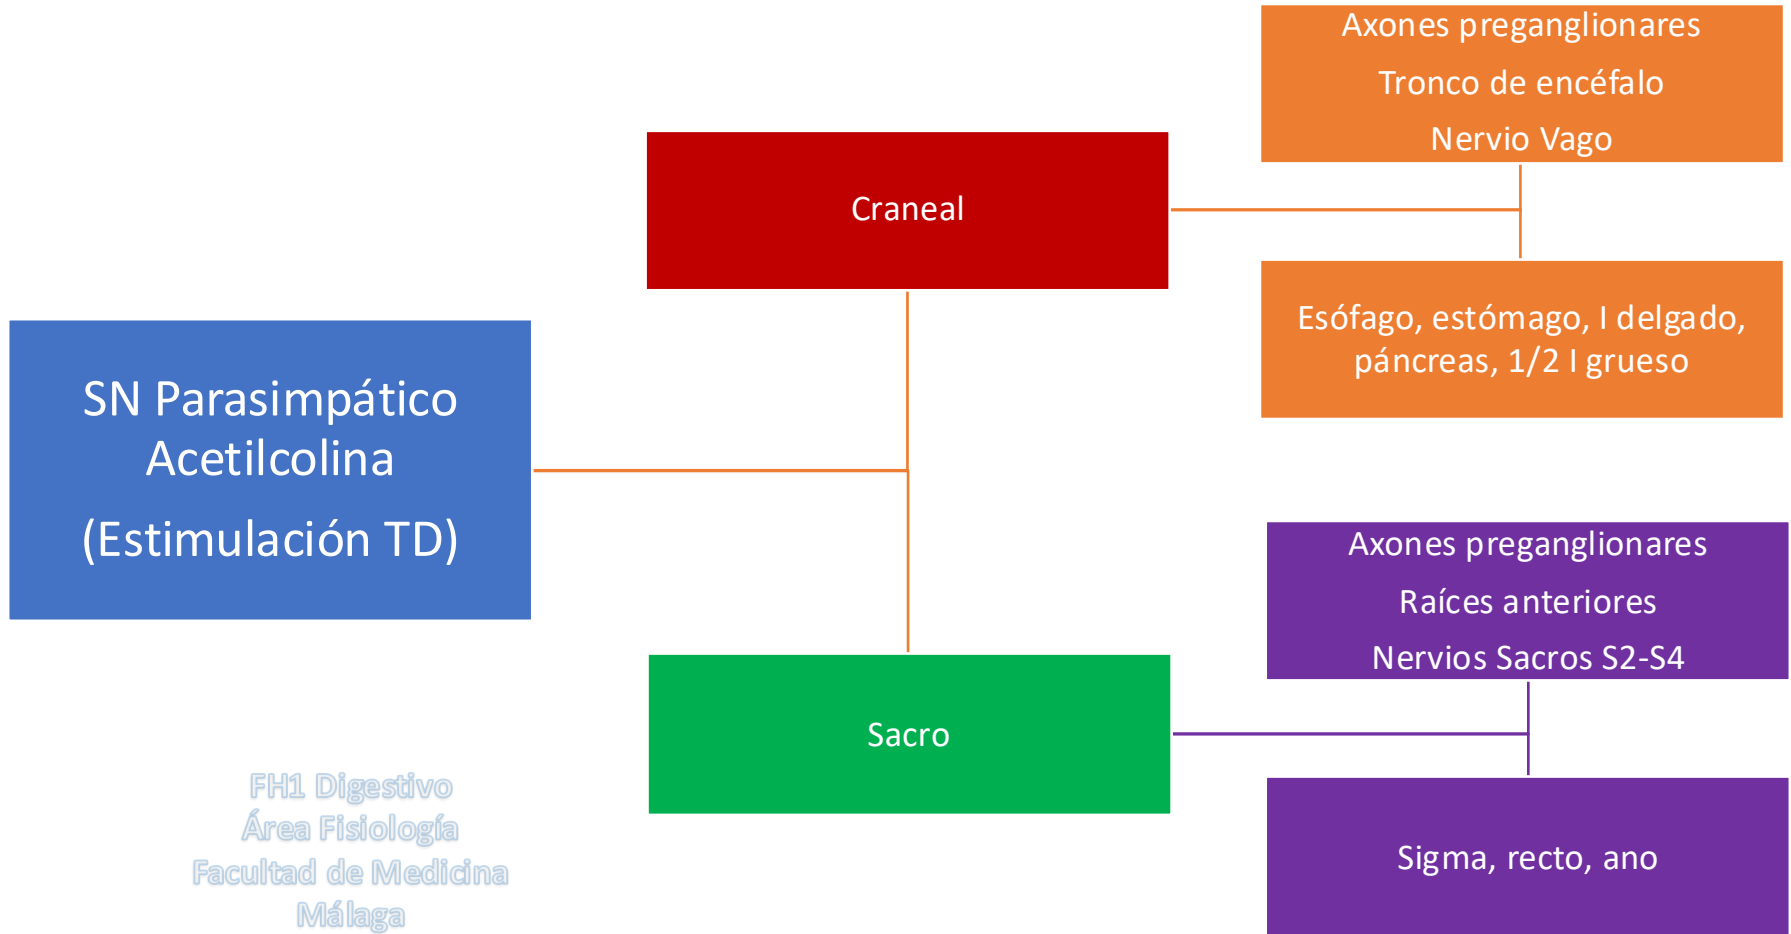 SN Parasimpático
Acetilcolina
(Estimulación TD)
Craneal
Axones preganglionares
Tronco de encéfalo
Nervio Vago
Esófago, estómago, I delgado,
páncreas, 1/2 I grueso
Sacro
Axones preganglionares
Raíces anteriores
Nervios Sacros S2-S4
Sigma, recto, ano
FH1 Digestivo
Área Fisiología
Facultad de Medicina
Málaga